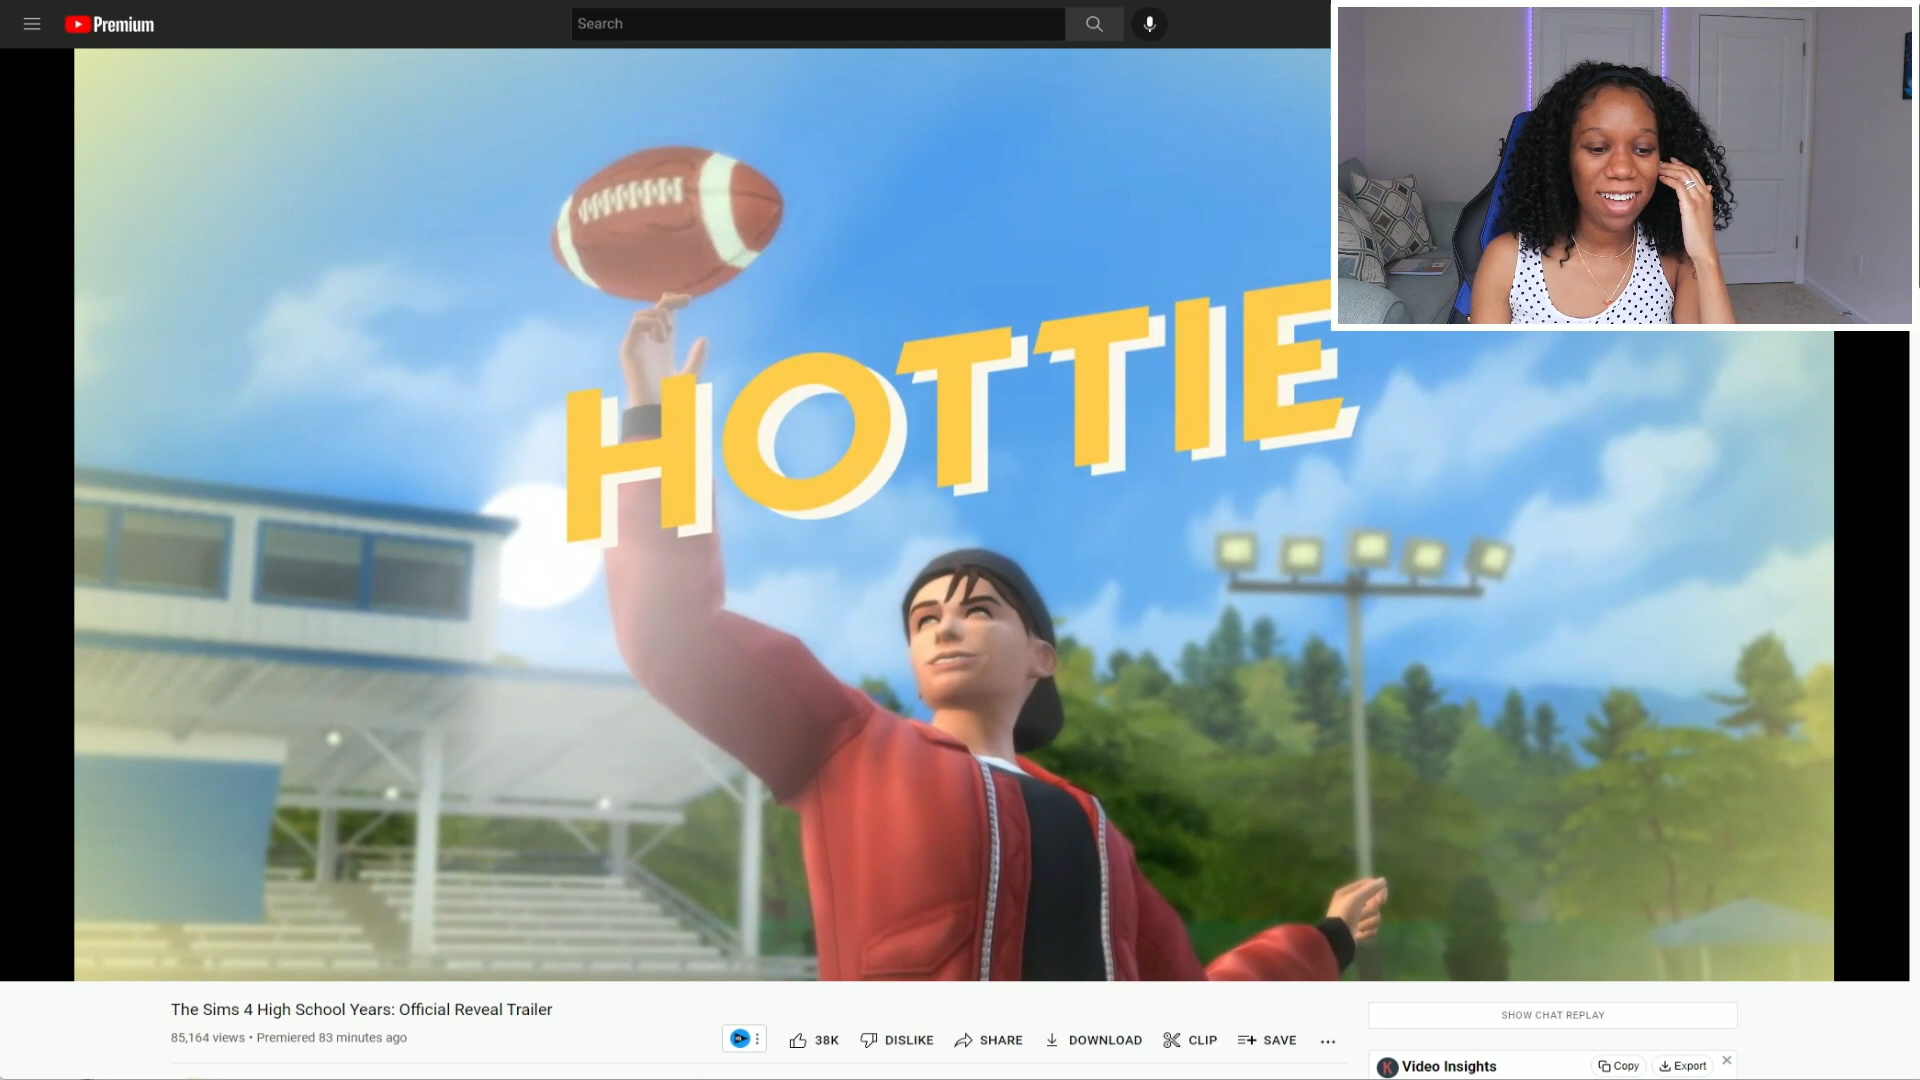 Premium
Search
HOTTIE
The Sims 4 High School Years: Official Reveal Trailer
85,164 views • Premiered 83 minutes ago
38K
DISLIKE
SHARE
DOWNLOAD
CLIP
SAVE
SHOW CHAT REPLAY
K
Video Insights
Copy
Export